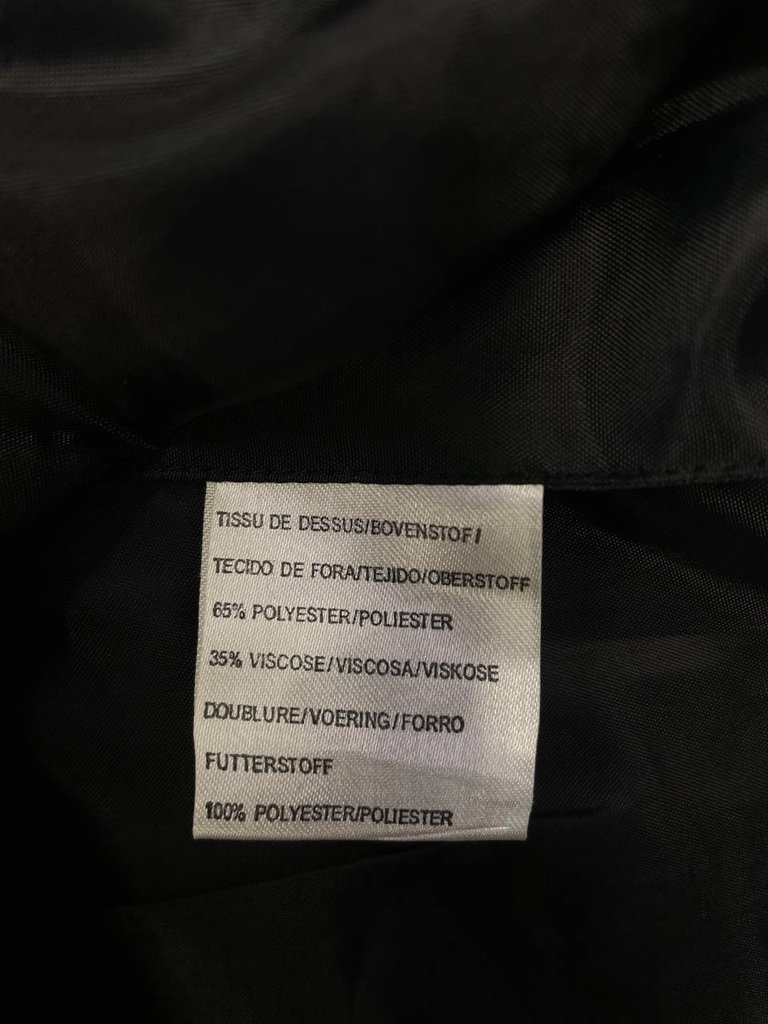 TISSU DE DESSUS/BOVENSTOF/
TECIDO DE FORA/TEJIDO/OBERSTOFF
65% POLYESTER/POLIESTER
35% VISCOSE/VISCOSA/VISKOSE
DOUBLURE/VOERING/FORRO
FUTTERSTOFF
100% POLYESTER/POLIESTER